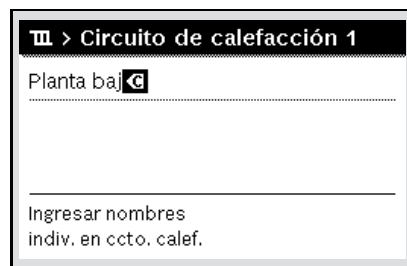 > Circuito de calefacción 1
Planta baj
Ingresar nombres
indiv. en ccto. calef.